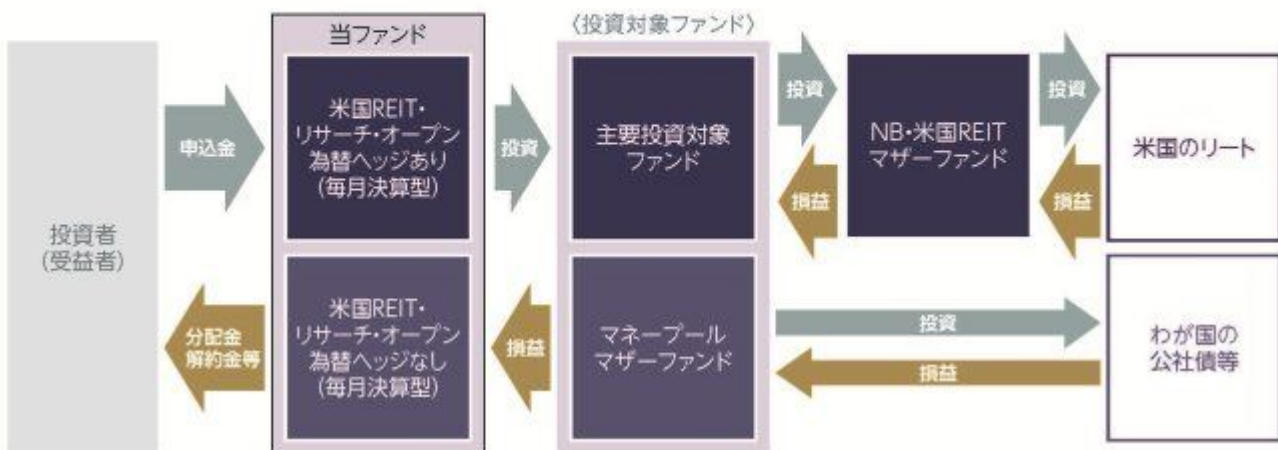 当ファンド
〈投資対象ファンド〉
投資者
(受益者)
申込金
分配金
解約金等
米国REIT・
リサーチ・オープン
為替ヘッジあり
(毎月決算型)
米国REIT・
リサーチ・オープン
為替ヘッジなし
(毎月決算型)
投資
損益
主要投資対象
ファンド
マネープール
マザーファンド
投資
損益
NB・米国REIT
マザーファンド
投資
損益
米国のリート
投資
損益
わが国の
公社債等